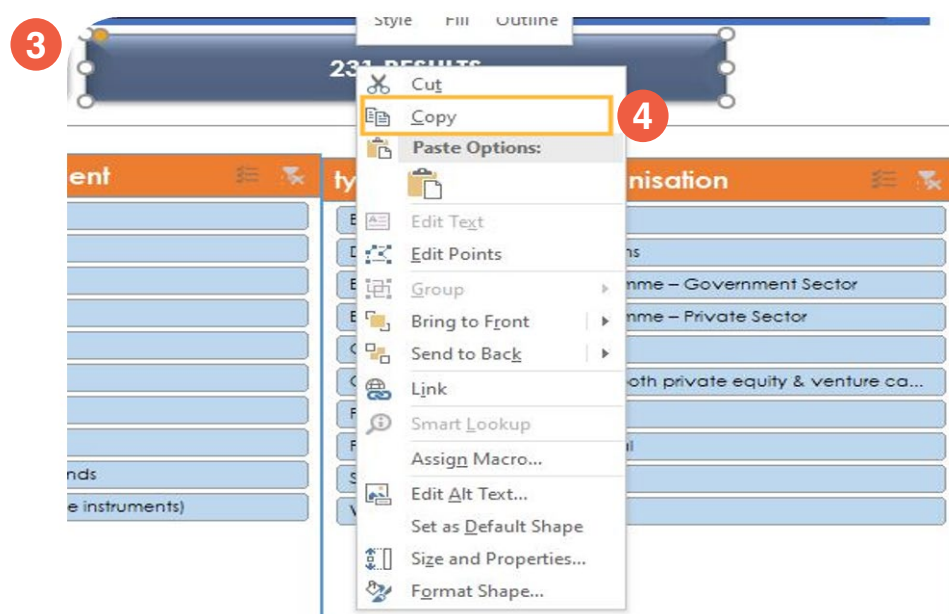 Style Fill Outline
3
231 RESULTS
Cut
Copy
4
Paste Options:
ent
ty
nisation
Edit Text
Edit Points
ns
Group
mme – Government Sector
Bring to Front
mme – Private Sector
Send to Back
Link
oth private equity & venture ca...
Smart Lookup
Assign Macro...
nds
Edit Alt Text...
e instruments)
Set as Default Shape
Size and Properties...
Format Shape...